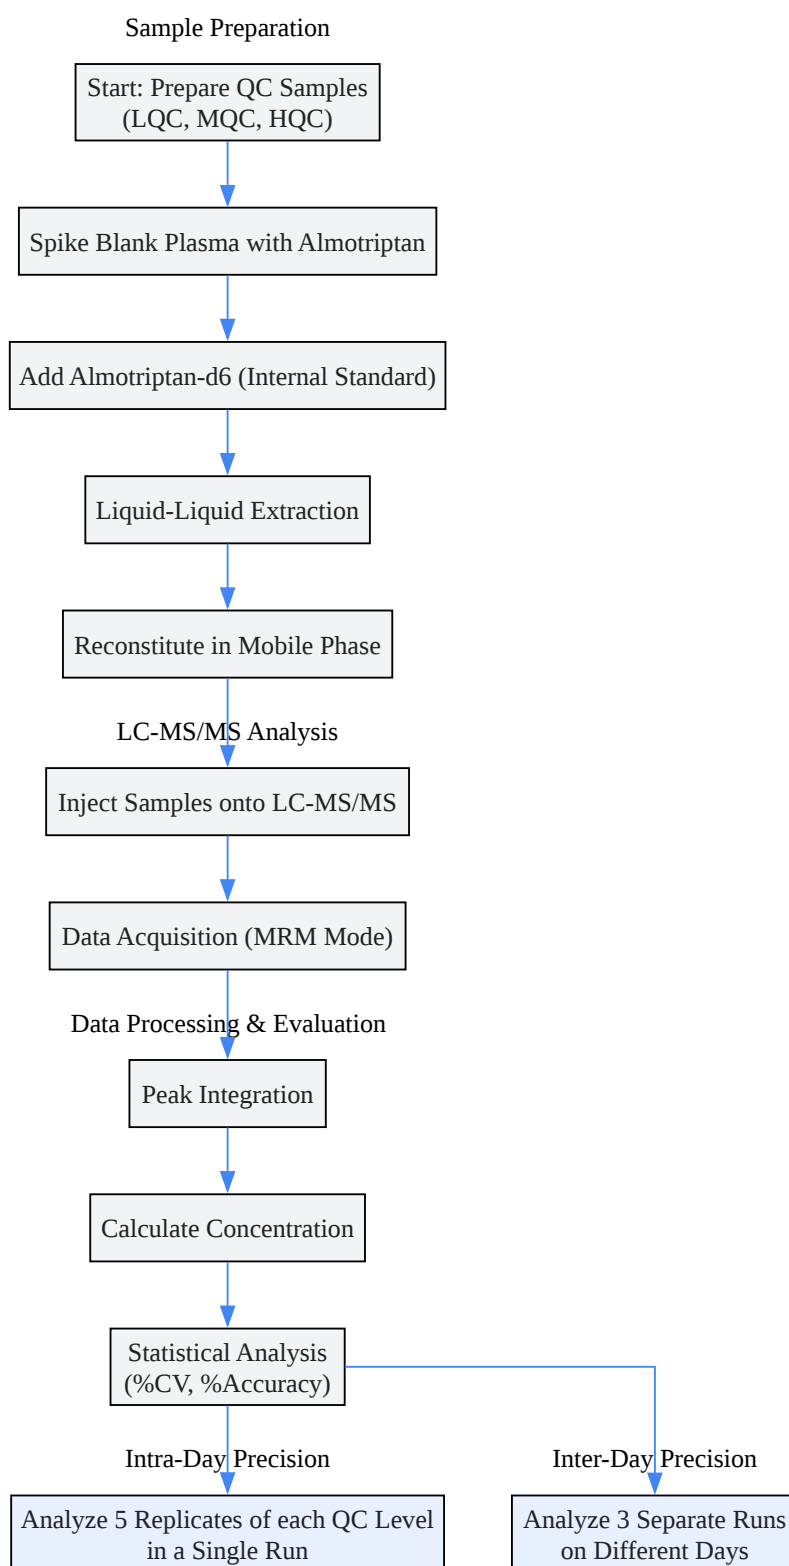 Sample Preparation
Start: Prepare QC Samples
(LQC, MQC, HQC)
Spike Blank Plasma with Almotriptan
Add Almotriptan-d6 (Internal Standard)
Liquid-Liquid Extraction
Reconstitute in Mobile Phase
LC-MS/MS Analysis
Inject Samples onto LC-MS/MS
Data Acquisition (MRM Mode)
Data Processing & Evaluation
Peak Integration
Calculate Concentration
Statistical Analysis
(%CV, %Accuracy)
Intra-Day Precision
Inter-Day Precision
Analyze 5 Replicates of each QC Level
in a Single Run
Analyze 3 Separate Runs
on Different Days